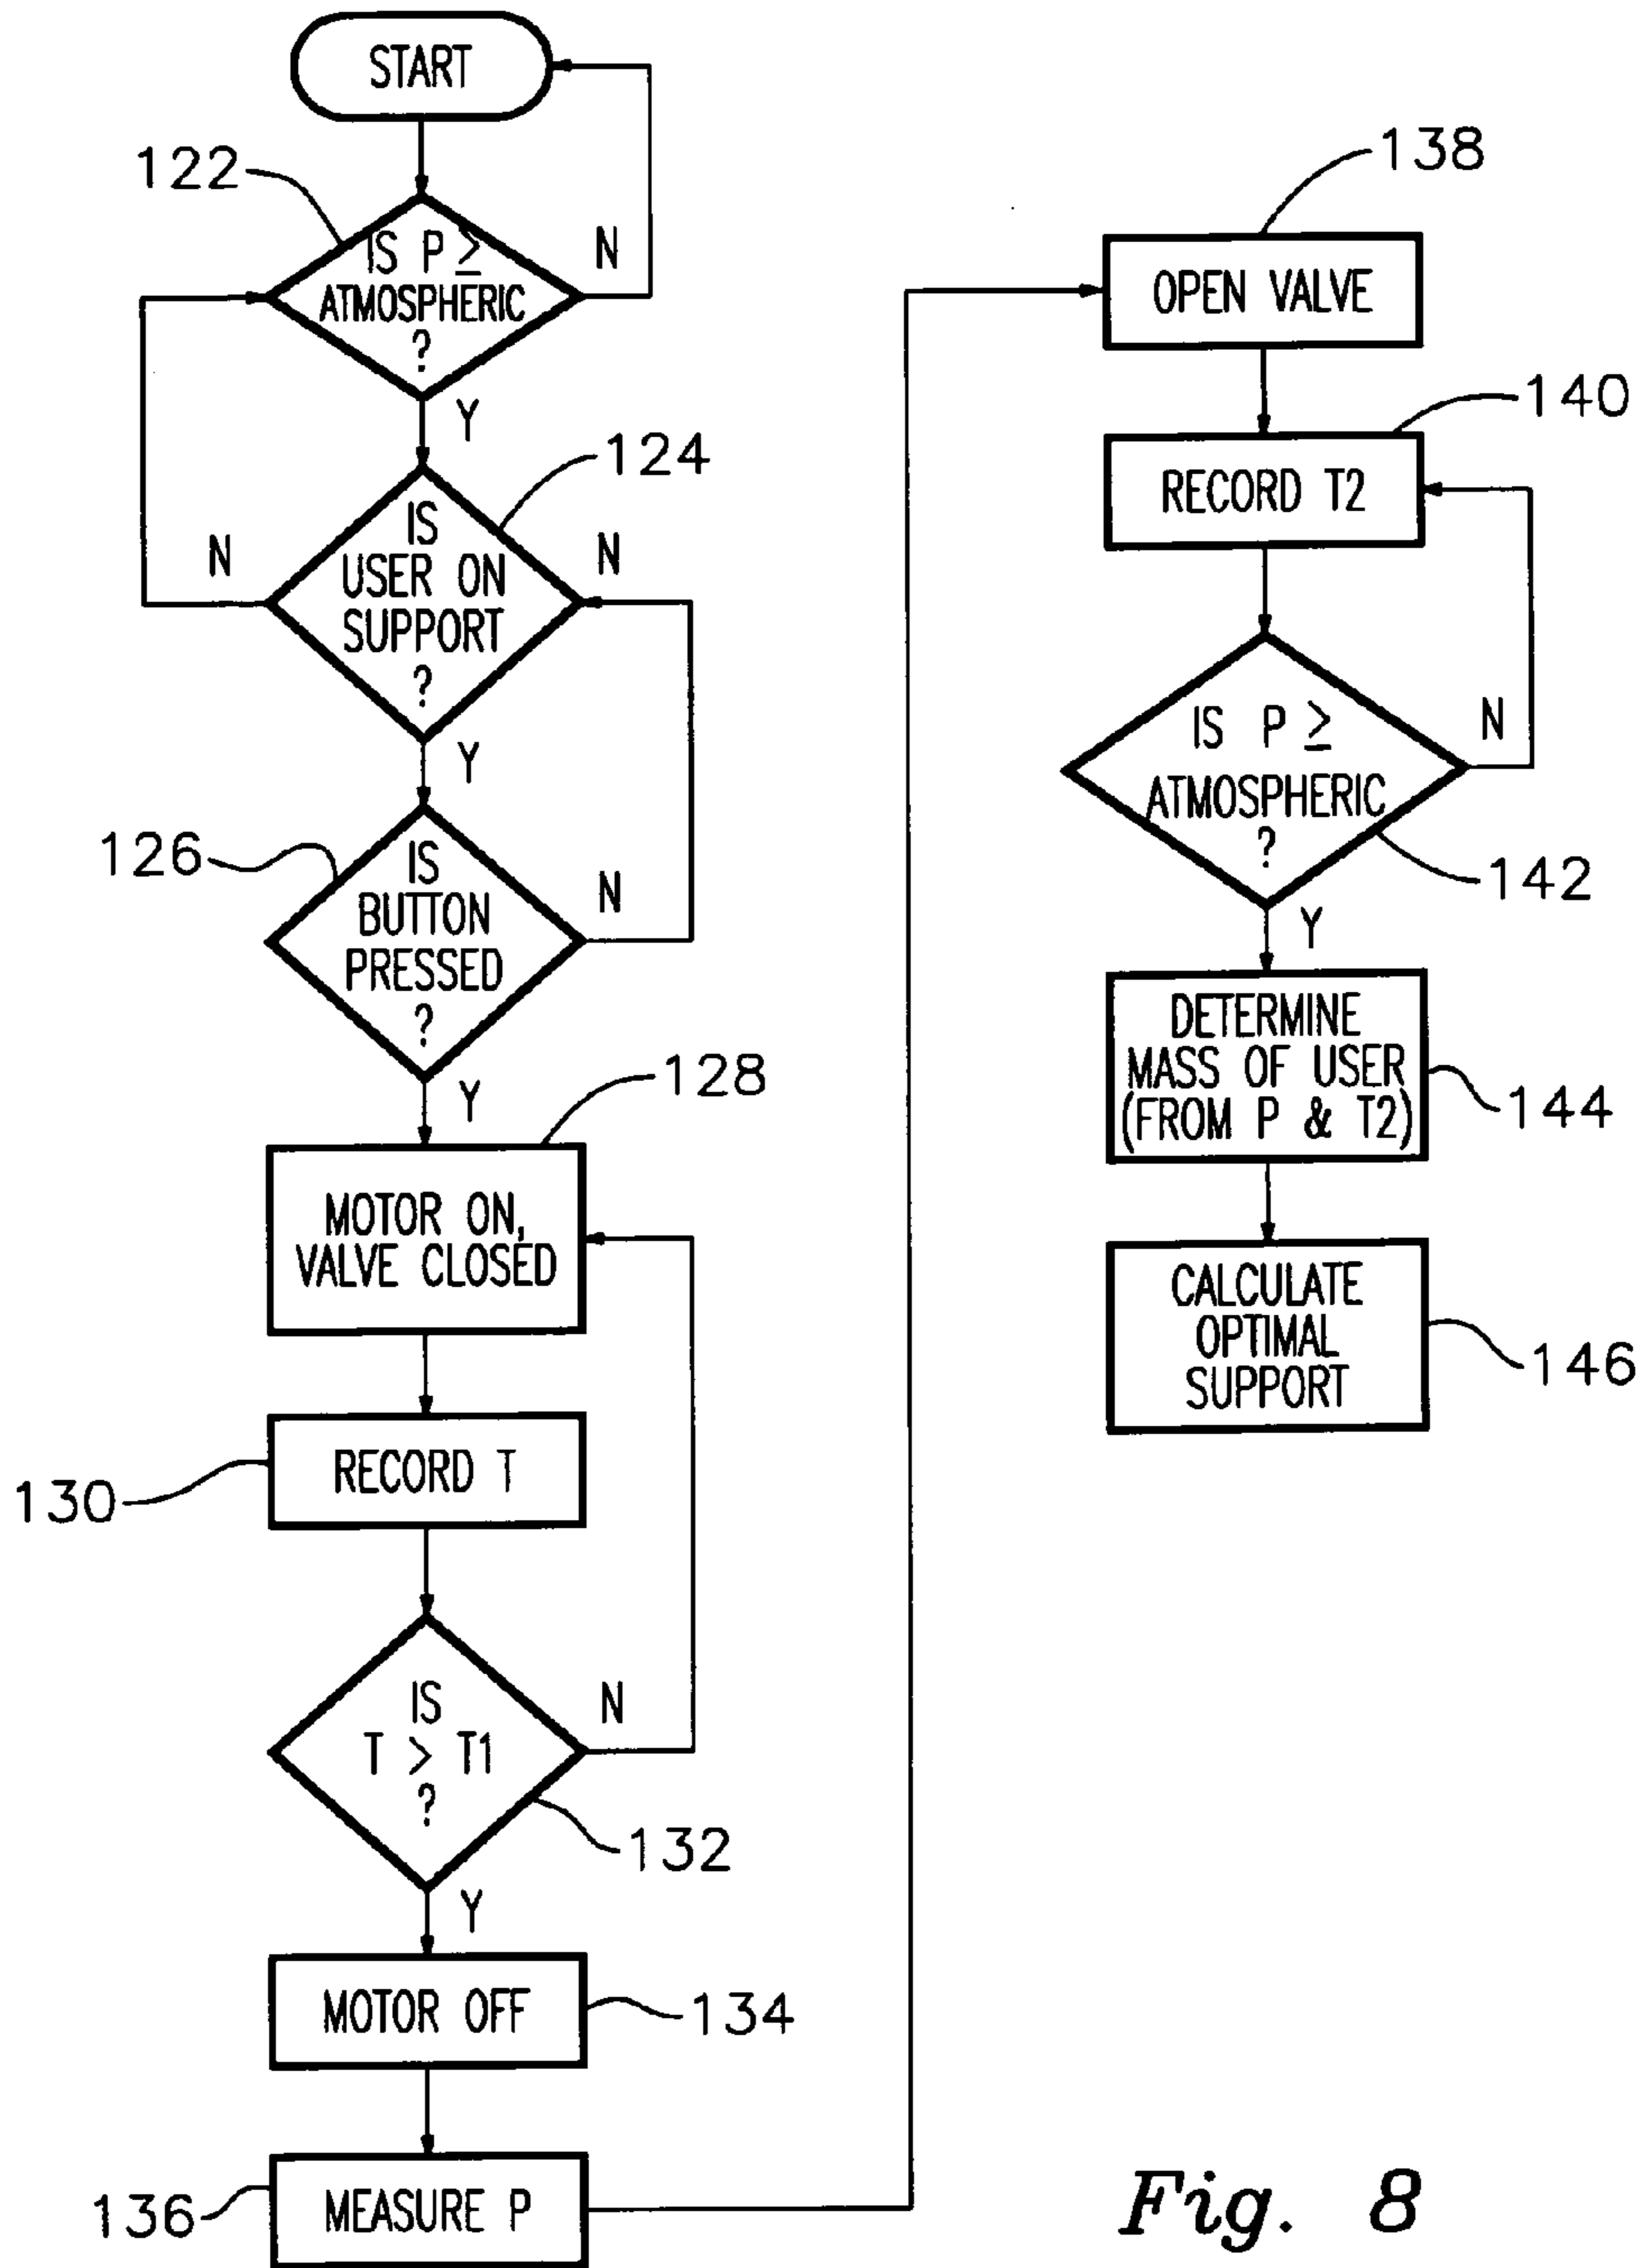 START
122
IS P ≥
ATMOSPHERIC
?
N
Y
124
IS
USER ON
SUPPORT
?
N
N
Y
126
IS
BUTTON
PRESSED
?
N
Y
128
MOTOR ON,
VALVE CLOSED
130
RECORD T
IS
T > T1
?
N
132
Y
MOTOR OFF
134
136
MEASURE P
138
OPEN VALVE
140
RECORD T2
IS P ≥
ATMOSPHERIC
?
N
142
Y
DETERMINE
MASS OF USER
(FROM P & T2)
144
CALCULATE
OPTIMAL
SUPPORT
146
Fig. 8